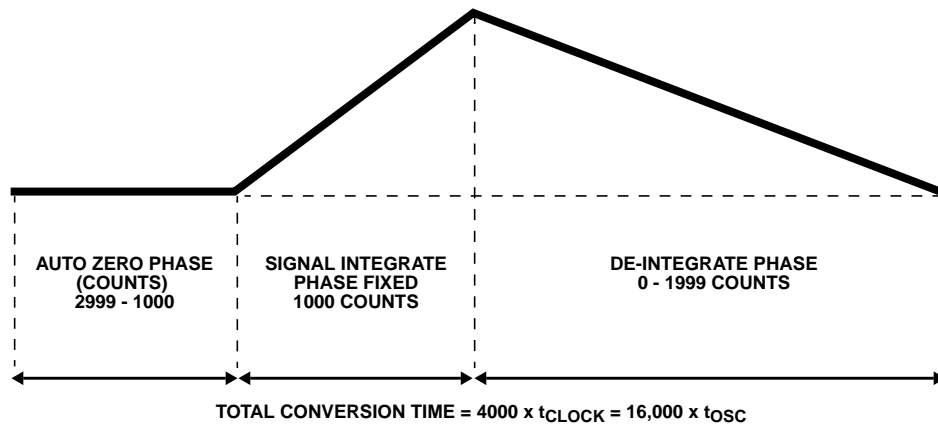 AUTO ZERO PHASE
(COUNTS)
2999 - 1000
SIGNAL INTEGRATE
PHASE FIXED
1000 COUNTS
DE-INTEGRATE PHASE
0 - 1999 COUNTS
TOTAL CONVERSION TIME = 4000 x tCLOCK = 16,000 x tOSC